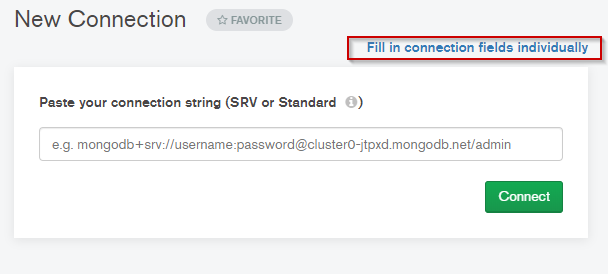 New Connection
FAVORITE
Fill in connection fields individually
Paste your connection string (SRV or Standard i)
e.g. mongodb+srv://username:password@cluster0-jtpxd.mongodb.net/admin
Connect